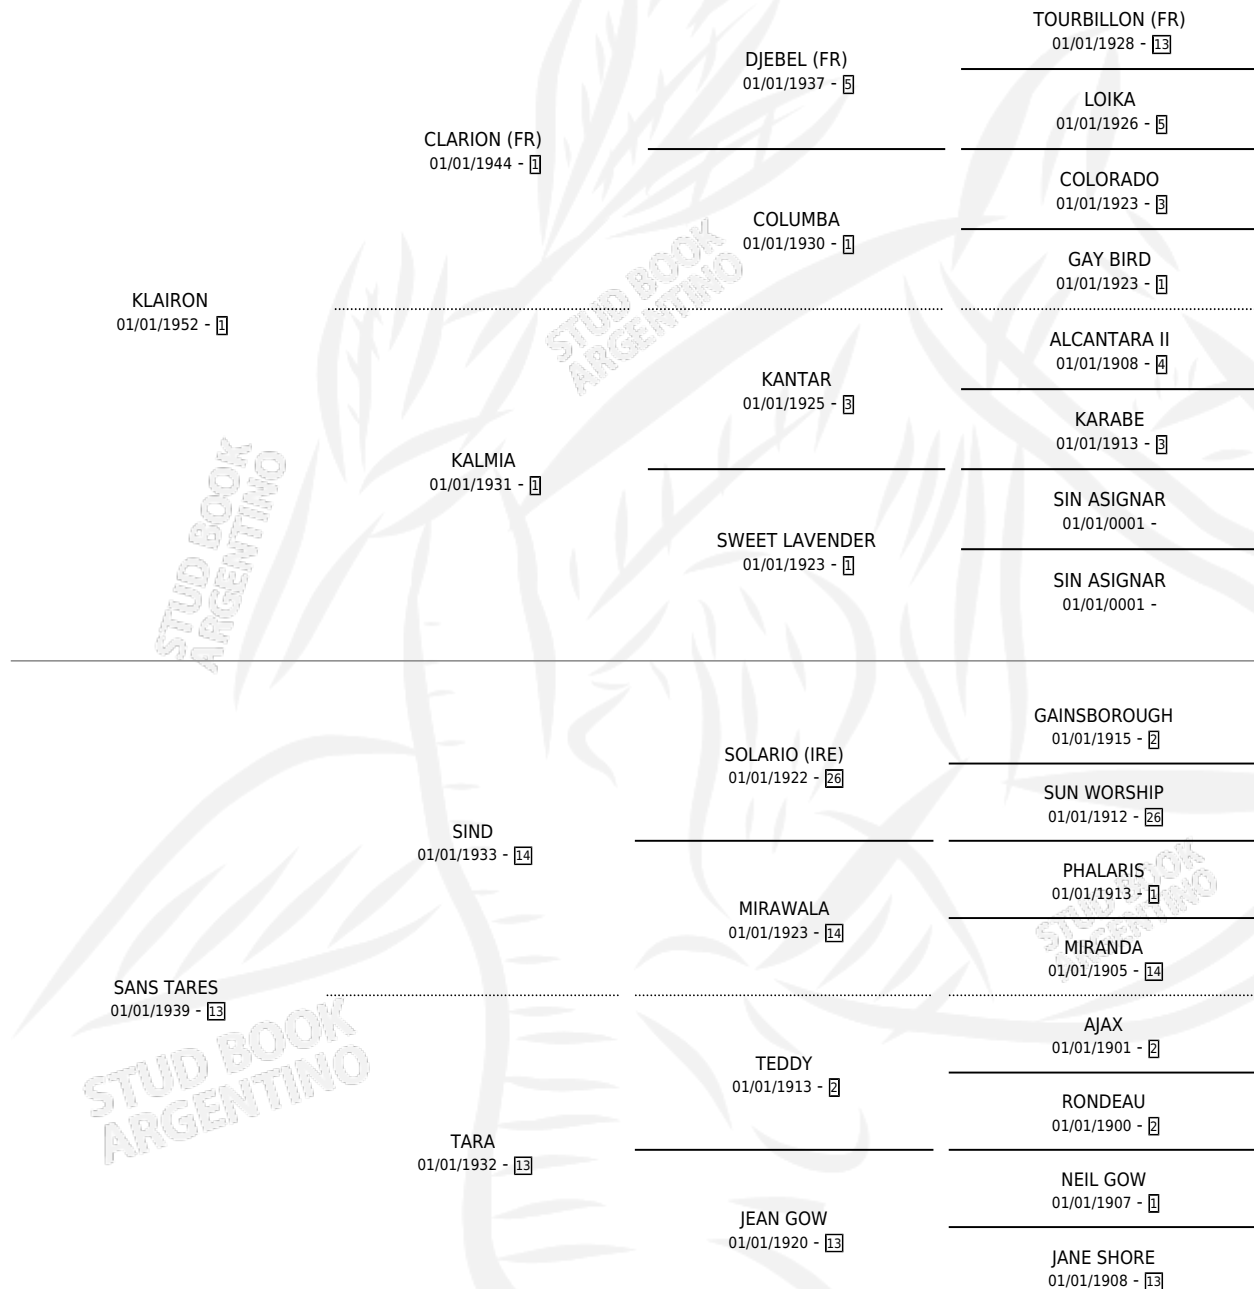 TOURBILLON (FR)
01/01/1928 - 13
DJEBEL (FR)
01/01/1937 - 5
LOIKA
01/01/1926 - 5
CLARION (FR)
01/01/1944 - 1
COLORADO
01/01/1923 - 3
COLUMBA
01/01/1930 - 1
GAY BIRD
01/01/1923 - 1
KLAIRON
01/01/1952 - 1
ALCANTARA II
01/01/1908 - 4
KANTAR
01/01/1925 - 3
KARABE
01/01/1913 - 3
KALMIA
01/01/1931 - 1
SIN ASIGNAR
01/01/0001 -
SWEET LAVENDER
01/01/1923 - 1
SIN ASIGNAR
01/01/0001 -
GAINSBOROUGH
01/01/1915 - 2
SOLARIO (IRE)
01/01/1922 - 26
SUN WORSHIP
01/01/1912 - 26
SIND
01/01/1933 - 14
PHALARIS
01/01/1913 - 1
MIRAWALA
01/01/1923 - 14
MIRANDA
01/01/1905 - 14
SANS TARES
01/01/1939 - 13
AJAX
01/01/1901 - 2
TEDDY
01/01/1913 - 2
RONDEAU
01/01/1900 - 2
TARA
01/01/1932 - 13
NEIL GOW
01/01/1907 - 1
JEAN GOW
01/01/1920 - 13
JANE SHORE
01/01/1908 - 13
STUD BOOK
ARGENTINO
STUD BOOK
ARGENTINO
STUD BOOK
ARGENTINO
STUD BOOK
ARGENTINO